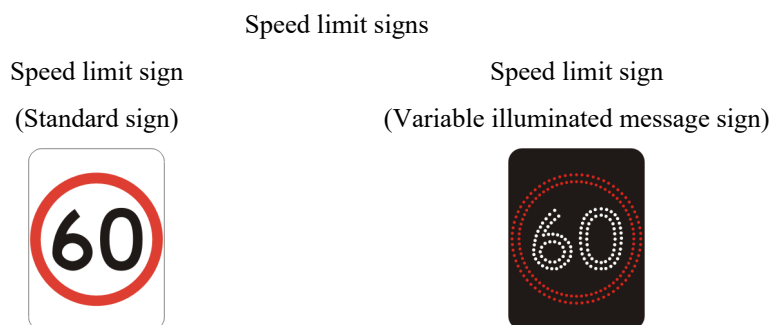 Speed limit signs
Speed limit sign Speed limit sign
(Standard sign) (Variable illuminated message sign)
60 60